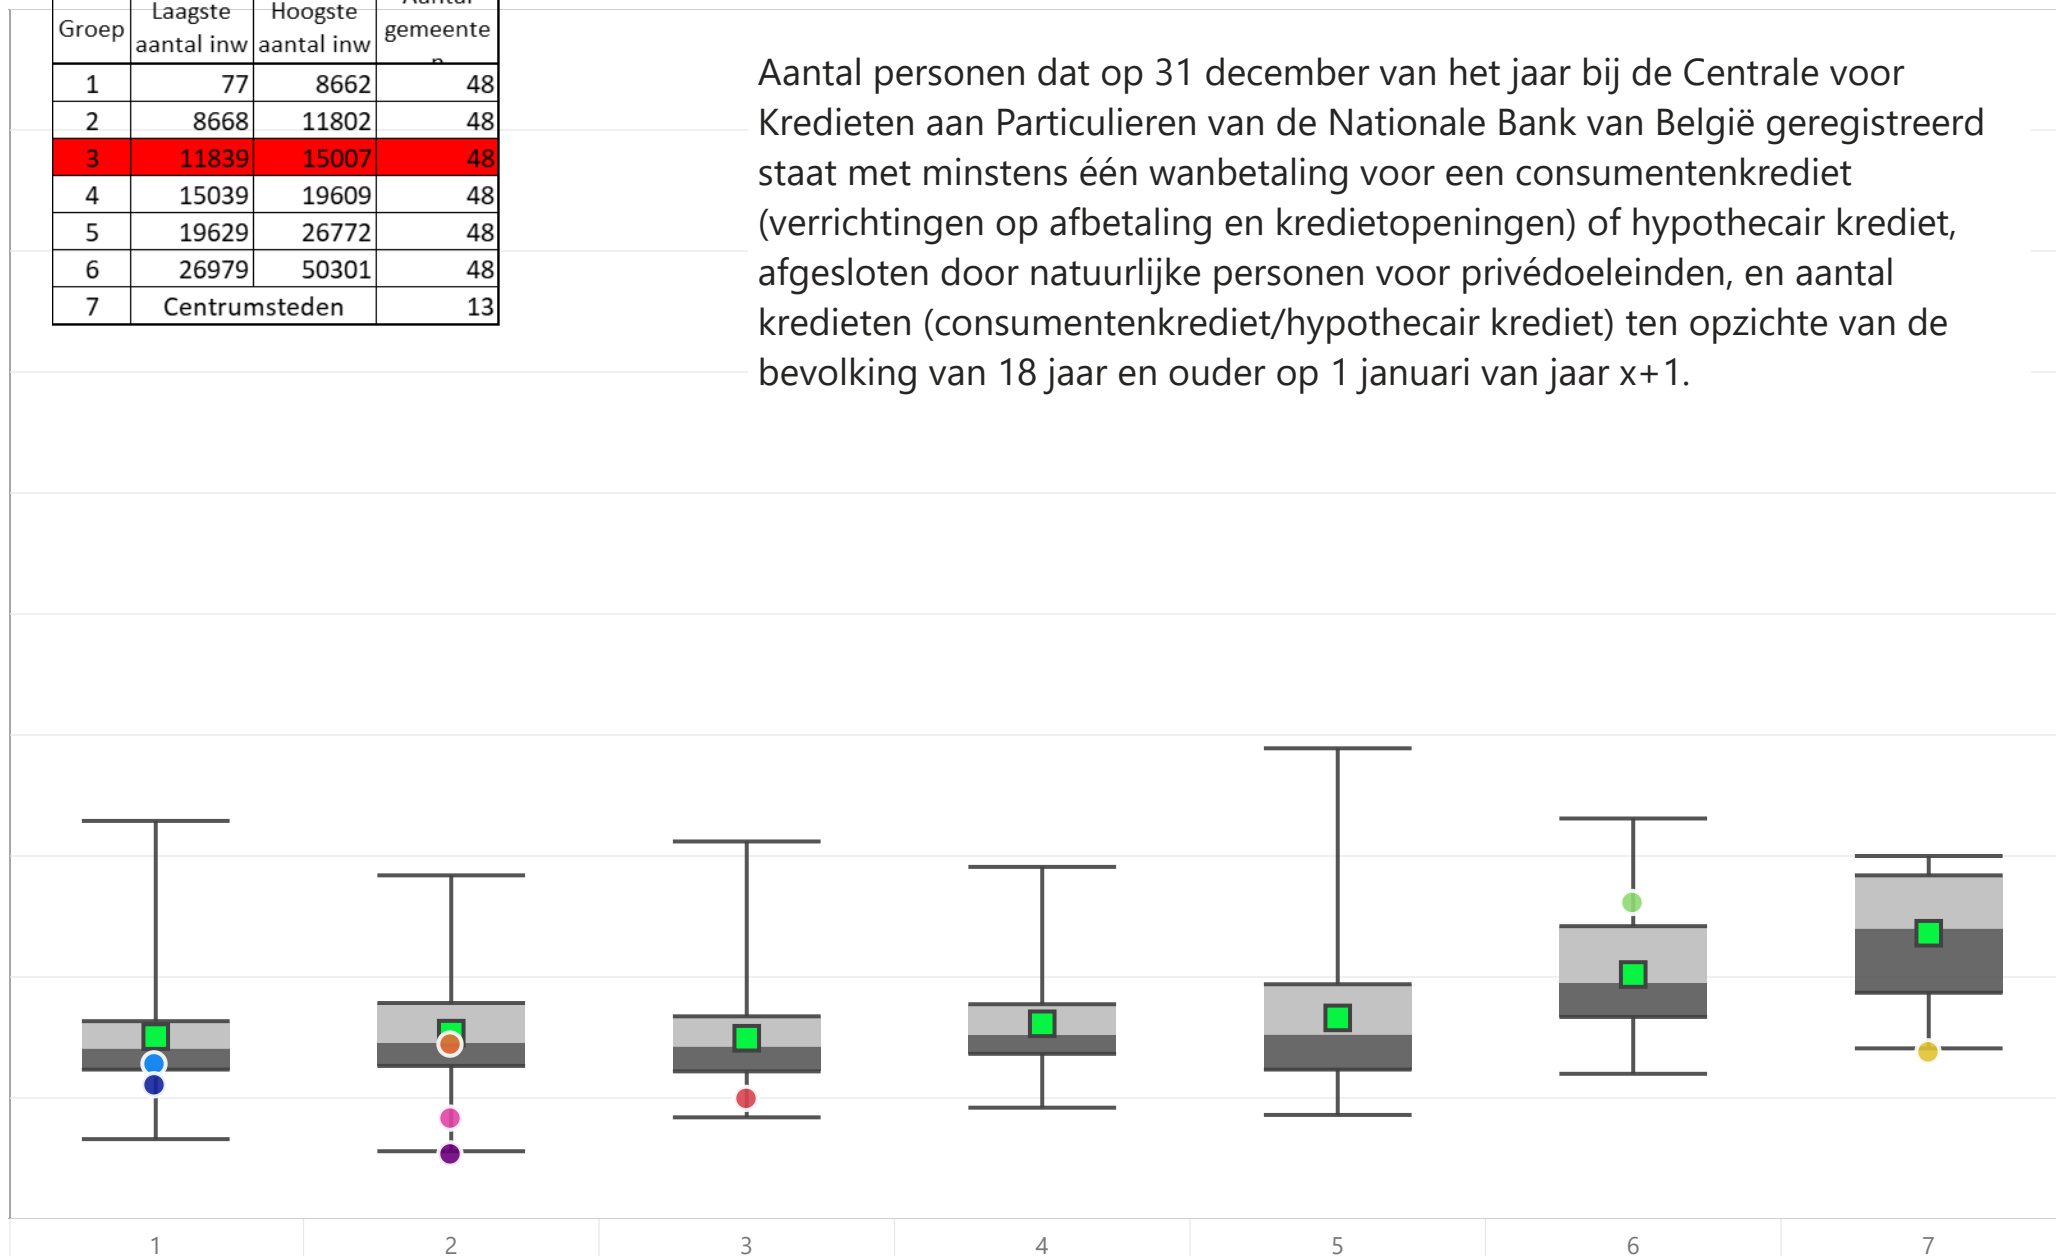 Groep Laagste aantal inw Hoogste aantal inw Aantal gemeenten
1 77 8662 48
2 8668 11802 48
3 11839 15007 48
4 15039 19609 48
5 19629 26772 48
6 26979 50301 48
7 Centrumsteden 13
Aantal personen dat op 31 december van het jaar bij de Centrale voor
Kredieten aan Particulieren van de Nationale Bank van België geregistreerd
staat met minstens één wanbetaling voor een consumentenkrediet
(verrichtingen op afbetaling en kredietopeningen) of hypothecair krediet,
afgesloten door natuurlijke personen voor privédoeleinden, en aantal
kredieten (consumentenkrediet/hypothecair krediet) ten opzichte van de
bevolking van 18 jaar en ouder op 1 januari van jaar x+1.
1 2 3 4 5 6 7